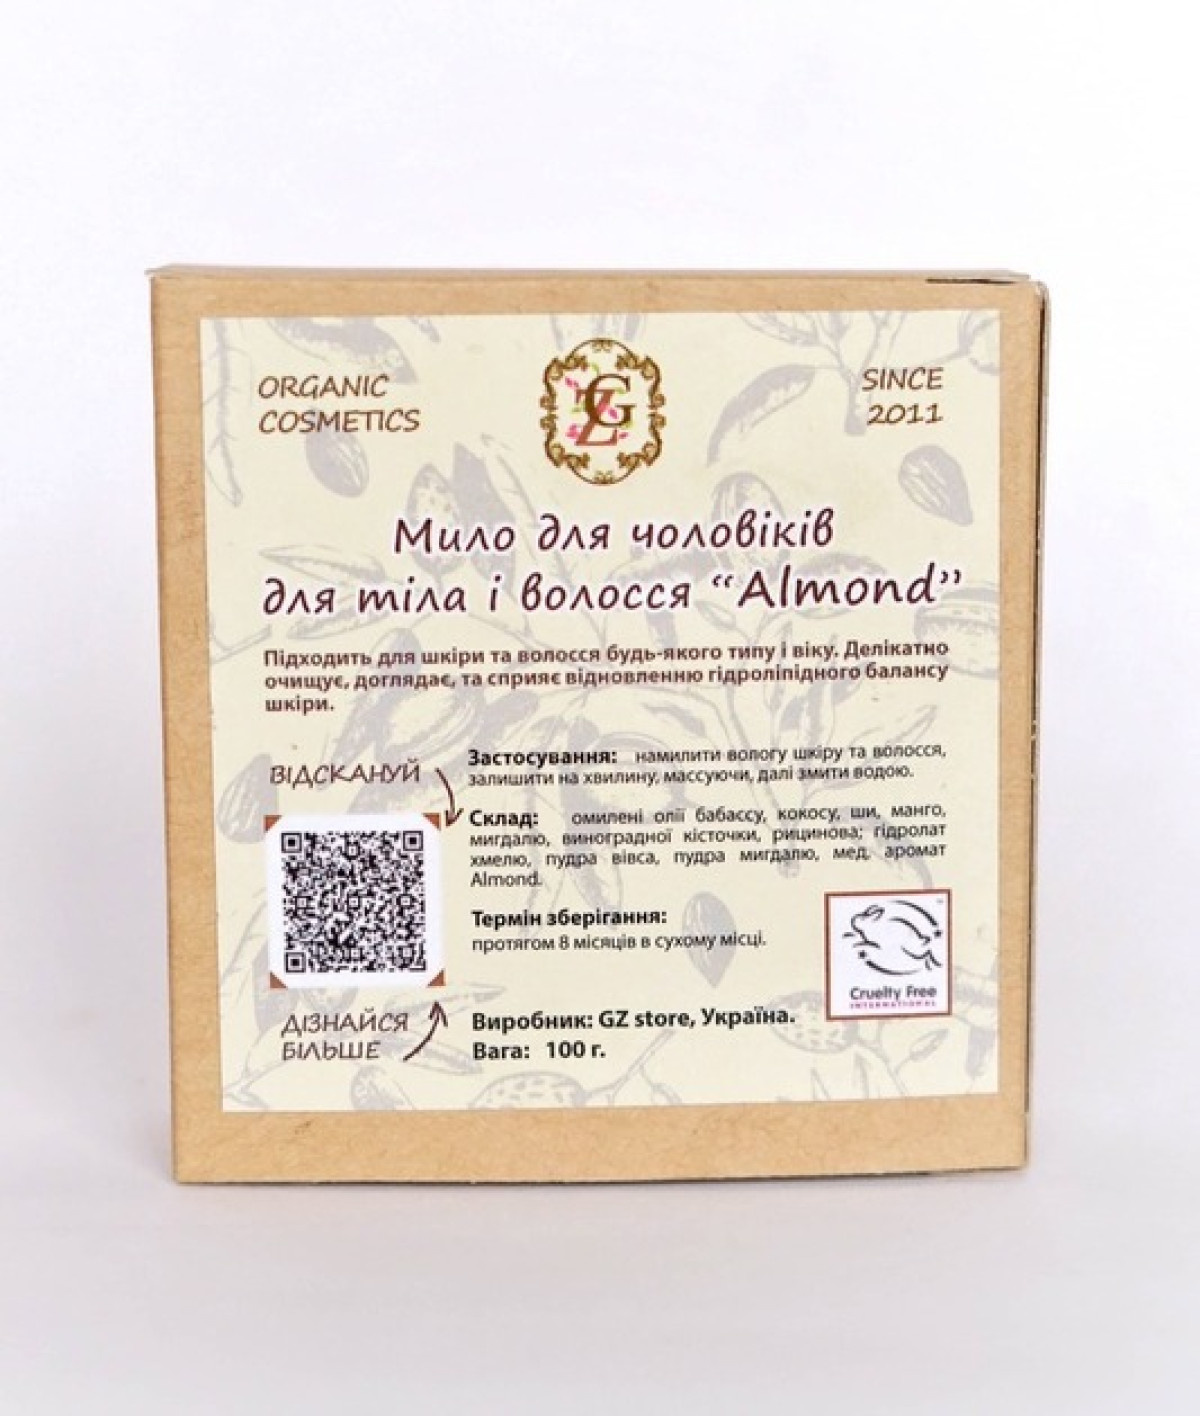 ORGANIC
COSMETICS
GZ
SINCE
2011
Мило для чоловіків
для тіла і волосся “Almond”
Підходить для шкіри та волосся будь-якого типу і віку. Делікатно
очищує, доглядає, та сприяє відновленню гідроліпідного балансу
шкіри.
ВІДСКАНУЙ
Застосування: намилити вологу шкіру та волосся,
залишити на хвилину, массуючи, далі змити водою.
Склад: омилені олії бабассу, кокосу, ши, манго,
мигдалю, виноградної кісточки, рицинова; гідролат
хмелю, пудра вівса, пудра мигдалю, мед, аромат
Almond.
Термін зберігання:
протягом 8 місяців в сухому місці.
Cruelty Free
INTERNATIONAL
ДІЗНАЙСЯ
БІЛЬШЕ
Виробник: GZ store, Україна.
Вага: 100 г.